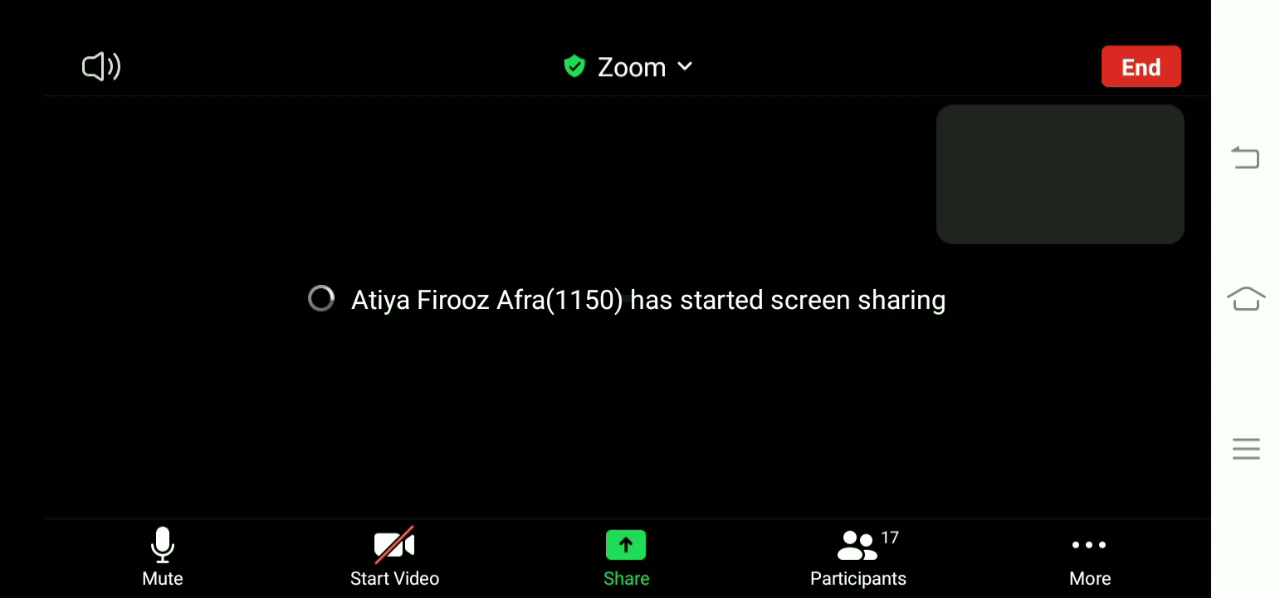 Zoom
End
Atiya Firooz Afra(1150) has started screen sharing
17
Mute
Start Video
Share
Participants
More